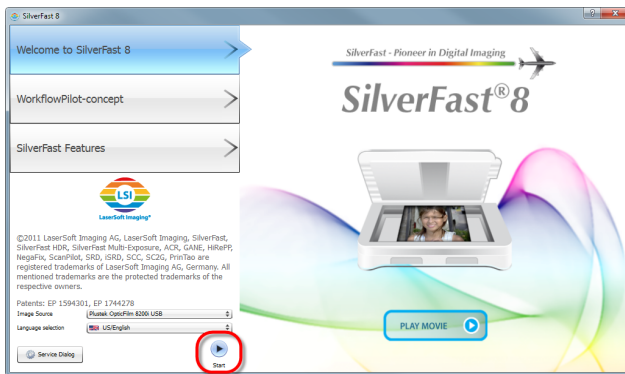 SilverFast 8
Welcome to SilverFast 8
WorkflowPilot-concept
SilverFast Features
LSI
LaserSoft Imaging®
©2011 LaserSoft Imaging AG, LaserSoft Imaging, SilverFast,
SilverFast HDR, SilverFast Multi-Exposure, ACR, GANE, HiRePP,
NegaFix, ScanPilot, SRD, iSRD, SCC, SC2G, PrinTao are
registered trademarks of LaserSoft Imaging AG, Germany. All
mentioned trademarks are the protected trademarks of the
respective owners.
Patents: EP 1594301, EP 1744278
Image Source Plustek OpticFilm 8200i USB
Language selection US/English
Service Dialog
Start
SilverFast - Pioneer in Digital Imaging
SilverFast®8
PLAY MOVIE